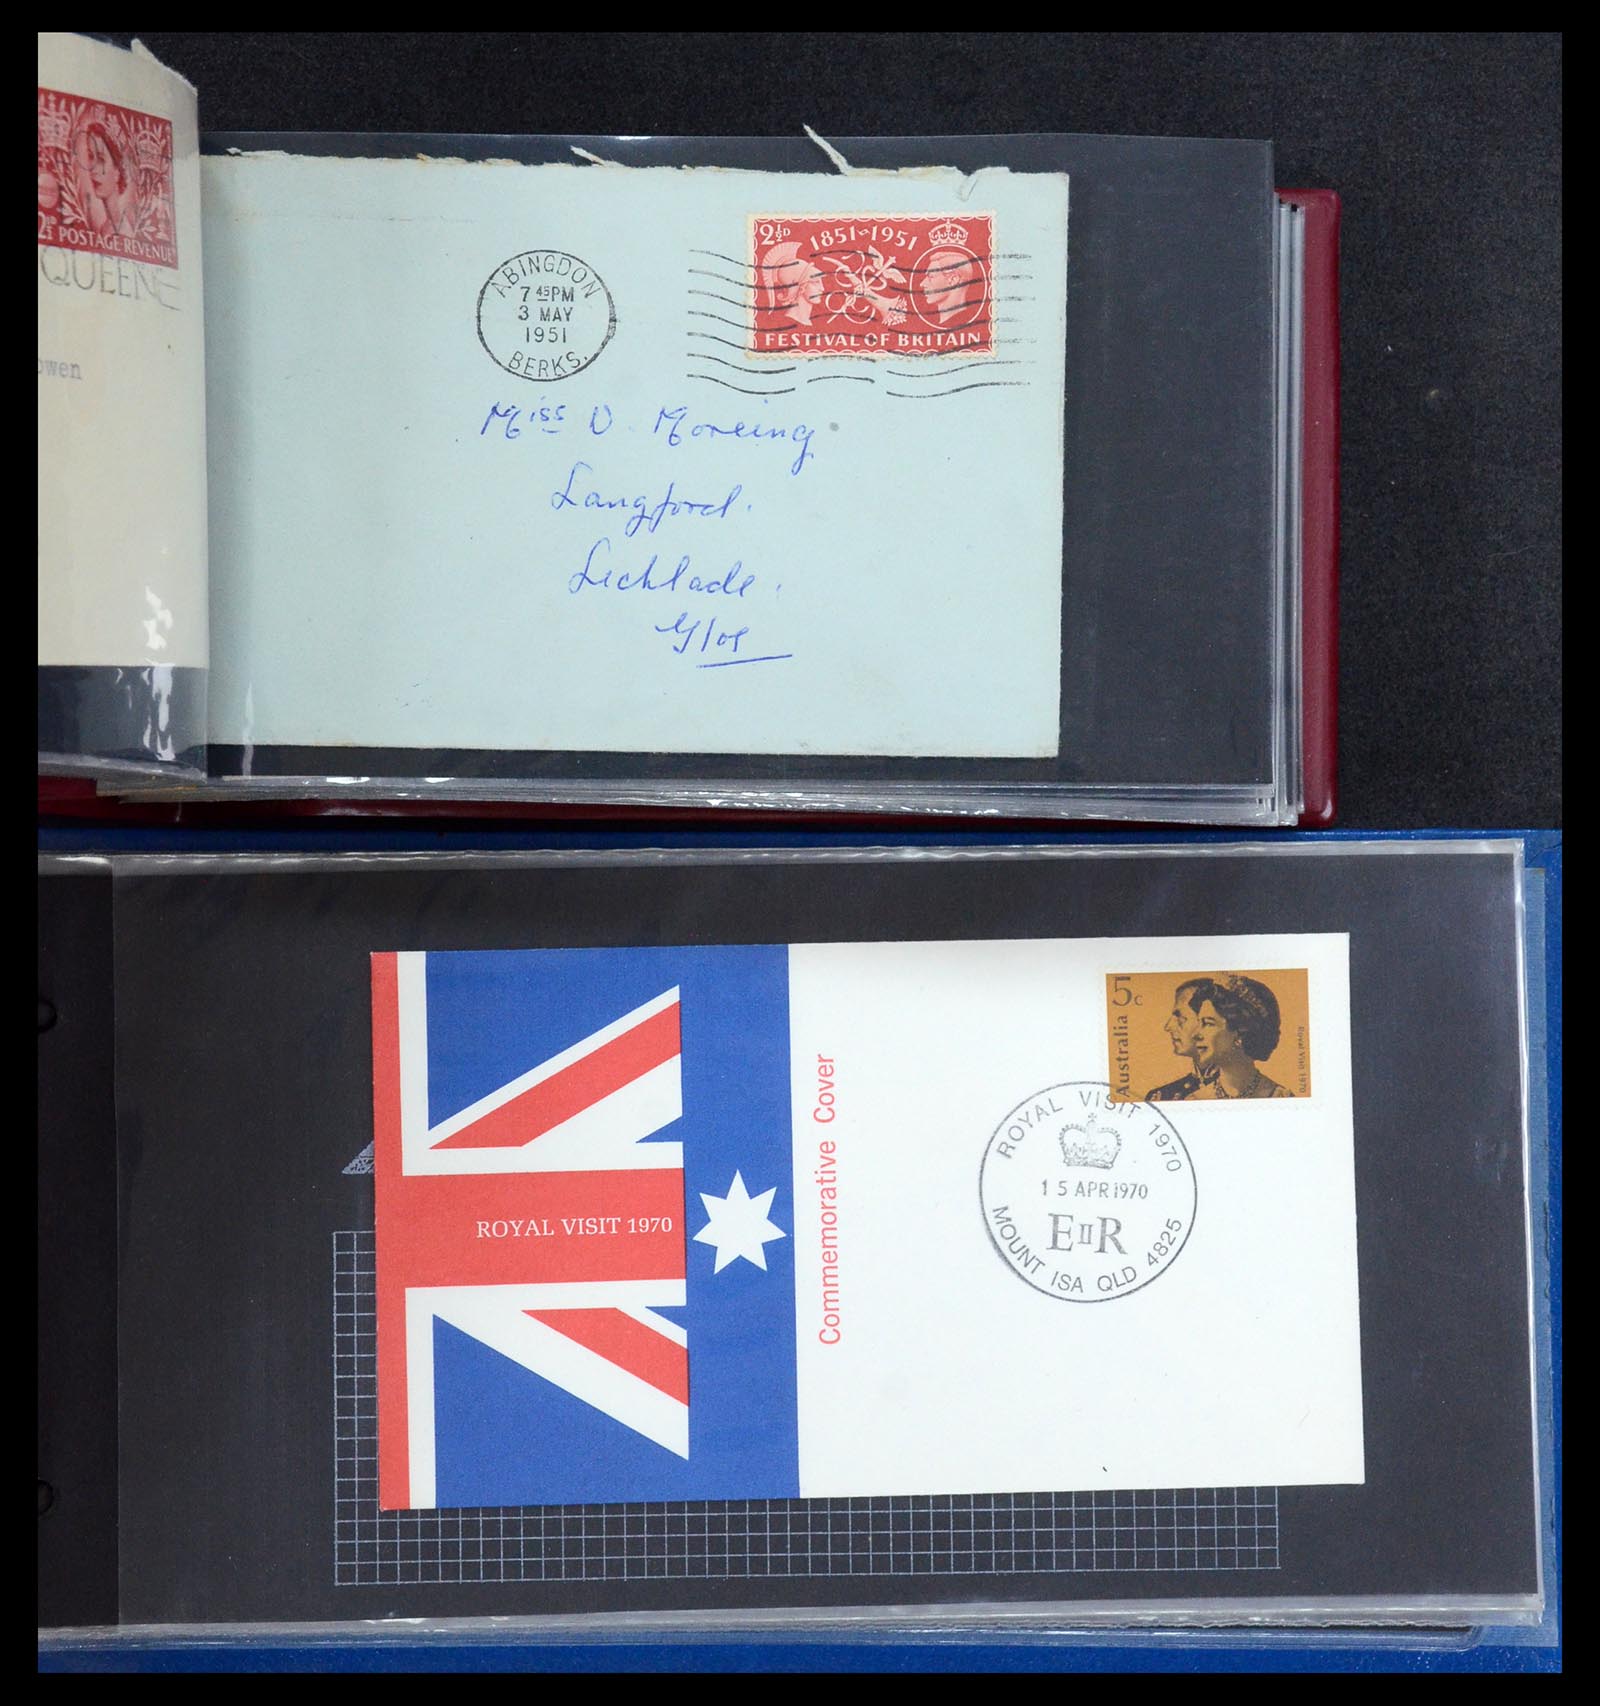 2½
POSTAGE REVENUE
QUEEN
owen
ABINGDON
7 45 PM
3 MAY
1951
BERKS.
2½D
1851-1951
FESTIVAL OF BRITAIN
Miss D. Moreing
Langford.
Lechlade.
Glos
ROYAL VISIT 1970
Commemorative Cover
5c
Australia
Royal Visit 1970
ROYAL VISIT 1970
15 APR 1970
EIIR
MOUNT ISA QLD 4825